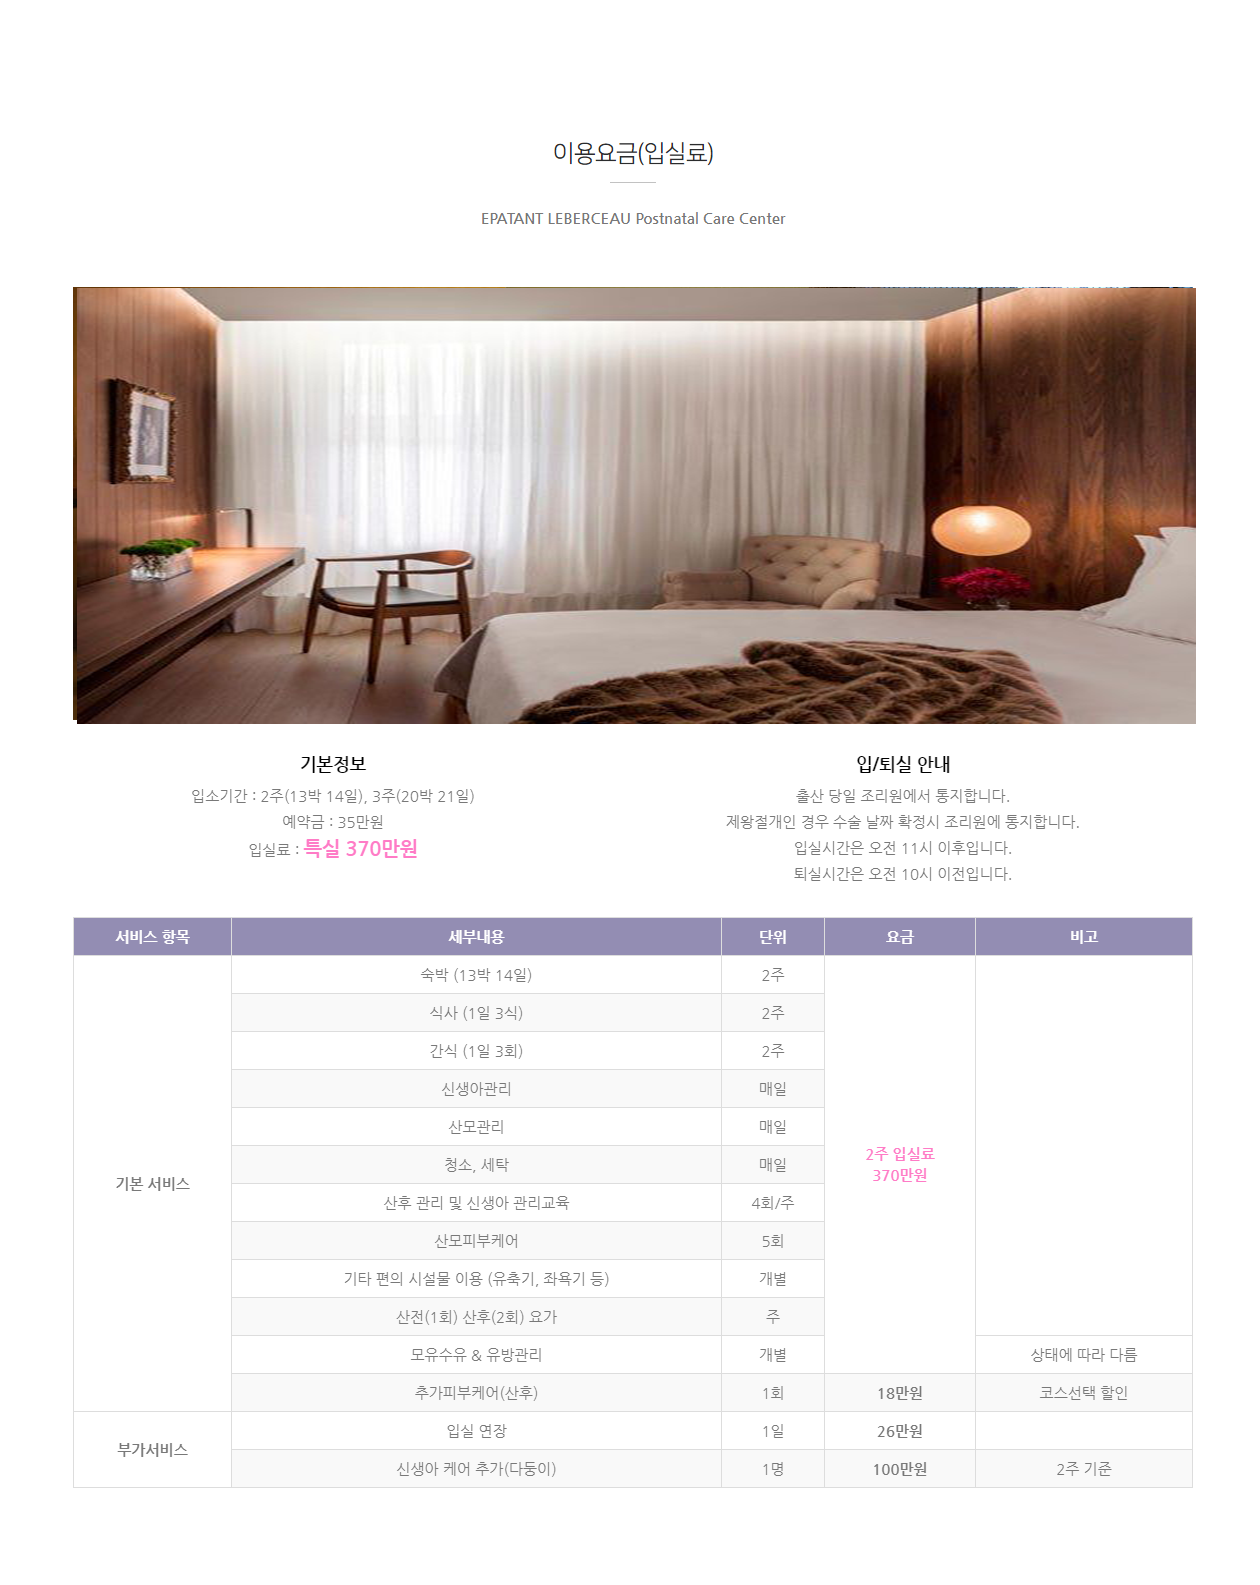 이용요금(입실료)
EPATANT LEBERCEAU Postnatal Care Center
기본정보
입소기간 : 2주(13박 14일), 3주(20박 21일)
예약금 : 35만원
입실료 : 특실 370만원
입/퇴실 안내
출산 당일 조리원에서 통지합니다.
제왕절개인 경우 수술 날짜 확정시 조리원에 통지합니다.
입실시간은 오전 11시 이후입니다.
퇴실시간은 오전 10시 이전입니다.
서비스 항목 세부내용 단위 요금 비고
기본 서비스
숙박 (13박 14일) 2주
식사 (1일 3식) 2주
간식 (1일 3회) 2주
신생아관리 매일
산모관리 매일
청소, 세탁 매일
2주 입실료
370만원
산후 관리 및 신생아 관리교육 4회/주
산모피부케어 5회
기타 편의 시설물 이용 (유축기, 좌욕기 등) 개별
산전(1회) 산후(2회) 요가 주
모유수유 & 유방관리 개별 상태에 따라 다름
추가피부케어(산후) 1회 18만원 코스선택 할인
부가서비스
입실 연장 1일 26만원
신생아 케어 추가(다둥이) 1명 100만원 2주 기준